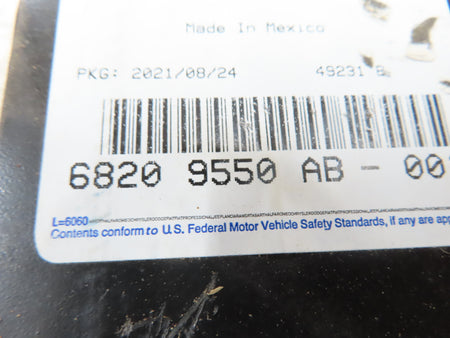 Made In Mexico
PKG: 2021/08/24 49231 B
6820 9550 AB - 00
L=6060
Contents conform to U.S. Federal Motor Vehicle Safety Standards, if any are app